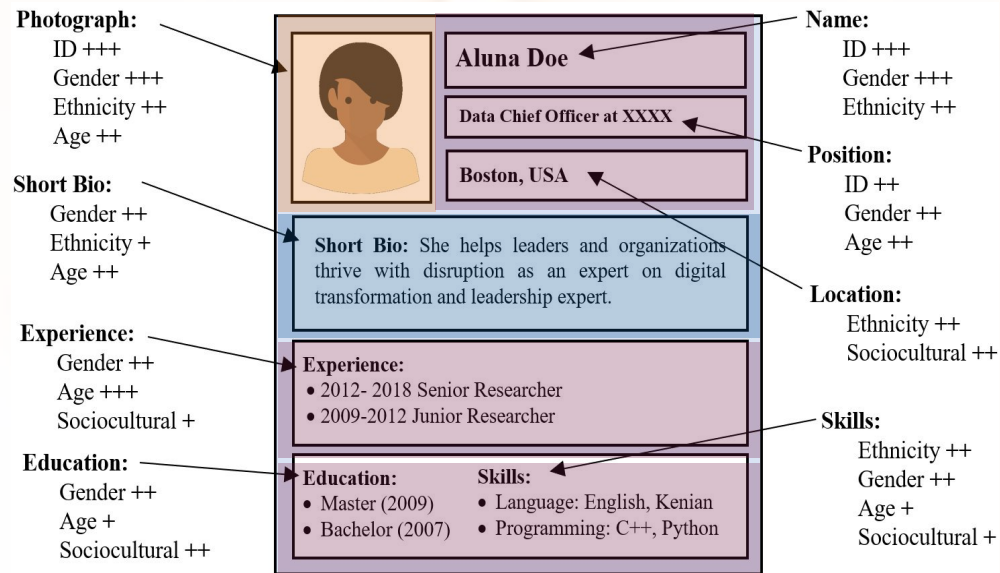 Photograph:
ID +++
Gender +++
Ethnicity ++
Age ++
Short Bio:
Gender ++
Ethnicity +
Age ++
Experience:
Gender ++
Age +++
Sociocultural +
Education:
Gender ++
Age +
Sociocultural ++
Aluna Doe
Data Chief Officer at XXXX
Boston, USA
Short Bio: She helps leaders and organizations
thrive with disruption as an expert on digital
transformation and leadership expert.
Experience:
• 2012- 2018 Senior Researcher
• 2009-2012 Junior Researcher
Education:
• Master (2009)
• Bachelor (2007)
Skills:
• Language: English, Kenian
• Programming: C++, Python
Name:
ID +++
Gender +++
Ethnicity ++
Position:
ID ++
Gender ++
Age ++
Location:
Ethnicity ++
Sociocultural ++
Skills:
Ethnicity ++
Gender ++
Age +
Sociocultural +